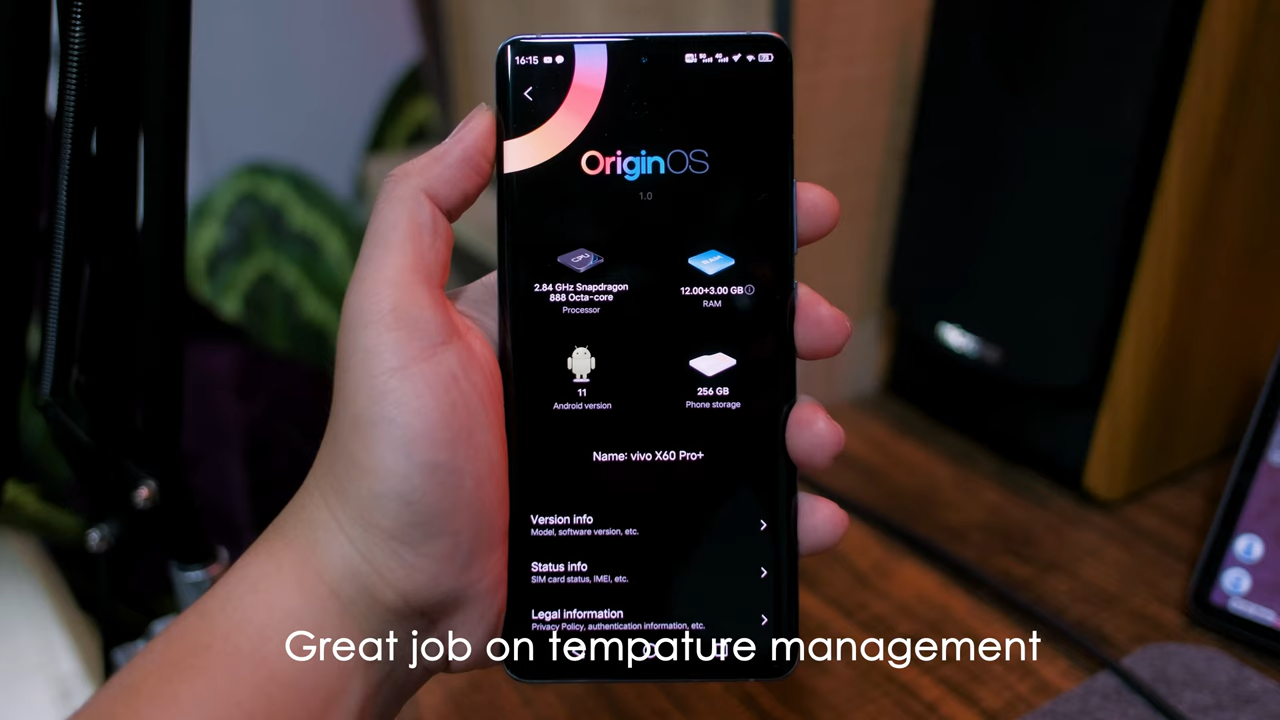 16:15
OriginOS
1.0
CPU
RAM
2.84 GHz Snapdragon
888 Octa-core
Processor
12.00+3.00 GB
RAM
11
Android version
256 GB
Phone storage
Name: vivo X60 Pro+
Version info
Model, software version, etc.
Status info
SIM card status, IMEI, etc.
Legal information
Privacy Policy, authentication information, etc.
Great job on tempature management